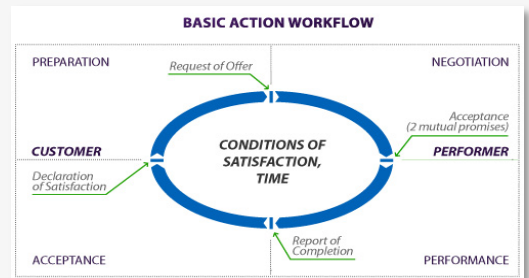 BASIC ACTION WORKFLOW
PREPARATION
NEGOTIATION
Request of Offer
Acceptance
(2 mutual promises)
CUSTOMER
CONDITIONS OF
SATISFACTION,
TIME
PERFORMER
Declaration
of Satisfaction
Report of
Completion
ACCEPTANCE
PERFORMANCE